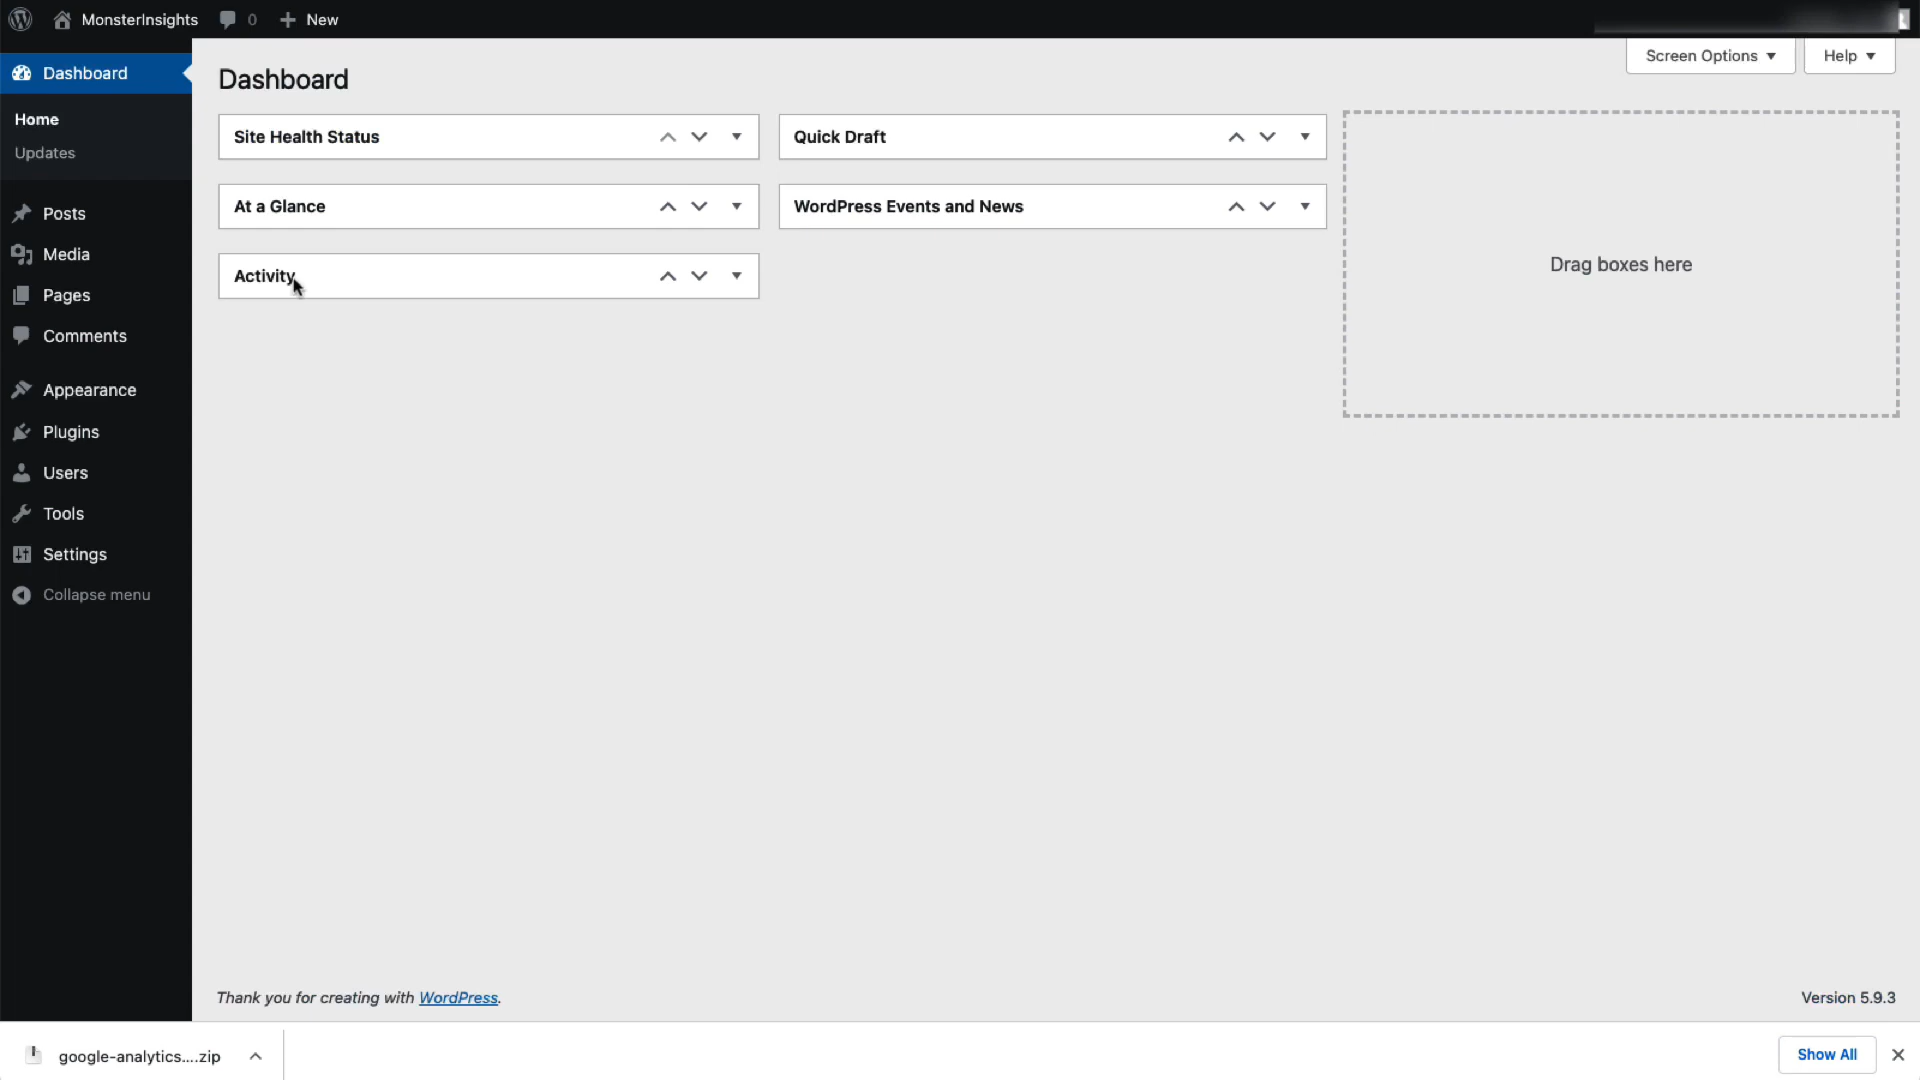 MonsterInsights 0 New
Screen Options Help
Dashboard
Home
Updates
Posts
Media
Pages
Comments
Appearance
Plugins
Users
Tools
Settings
Collapse menu
Dashboard
Site Health Status
At a Glance
Activity
Quick Draft
WordPress Events and News
Drag boxes here
Thank you for creating with WordPress.
Version 5.9.3
google-analytics....zip
Show All